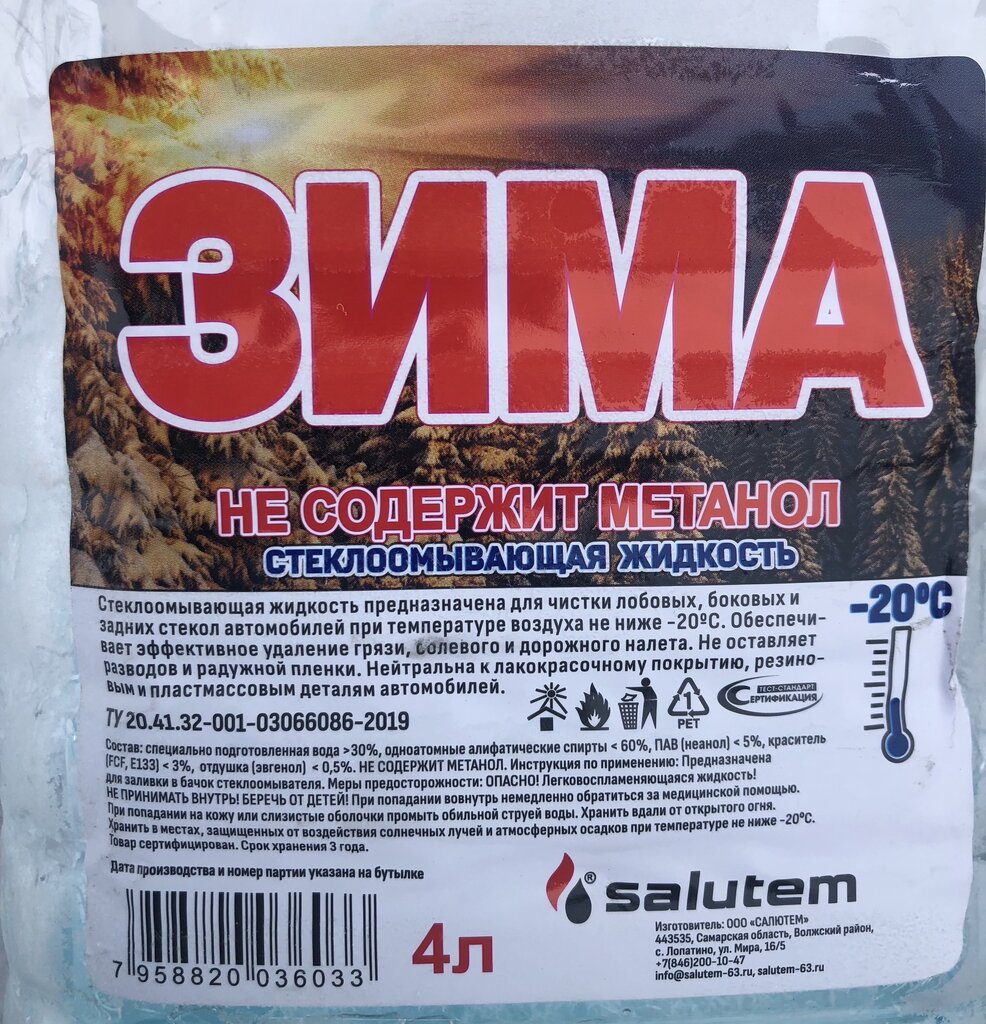 ЗИМА
НЕ СОДЕРЖИТ МЕТАНОЛ
СТЕКЛООМЫВАЮЩАЯ ЖИДКОСТЬ
-20ºC
Стеклоомывающая жидкость предназначена для чистки лобовых, боковых и
задних стекол автомобилей при температуре воздуха не ниже -20ºС. Обеспечи-
вает эффективное удаление грязи, солевого и дорожного налета. Не оставляет
разводов и радужной пленки. Нейтральна к лакокрасочному покрытию, резино-
вым и пластмассовым деталям автомобилей.
ТУ 20.41.32-001-03066086-2019
1
PET
ТЕСТ-СТАНДАРТ
СЕРТИФИКАЦИЯ
Состав: специально подготовленная вода >30%, одноатомные алифатические спирты < 60%, ПАВ (неанол) < 5%, краситель
(FCF, E133) < 3%, отдушка (эвгенол) < 0,5%. НЕ СОДЕРЖИТ МЕТАНОЛ. Инструкция по применению: Предназначена
для заливки в бачок стеклоомывателя. Меры предосторожности: ОПАСНО! Легковоспламеняющаяся жидкость!
НЕ ПРИНИМАТЬ ВНУТРЬ! БЕРЕЧЬ ОТ ДЕТЕЙ! При попадании вовнутрь немедленно обратиться за медицинской помощью.
При попадании на кожу или слизистые оболочки промыть обильной струей воды. Хранить вдали от открытого огня.
Хранить в местах, защищенных от воздействия солнечных лучей и атмосферных осадков при температуре не ниже -20ºС.
Товар сертифицирован. Срок хранения 3 года.
Дата производства и номер партии указана на бутылке
7 958820 036033
4л
® salutem
Изготовитель: ООО «САЛЮТЕМ»
443535, Самарская область, Волжский район,
с. Лопатино, ул. Мира, 16/5
+7(846)200-10-47
info@salutem-63.ru, salutem-63.ru